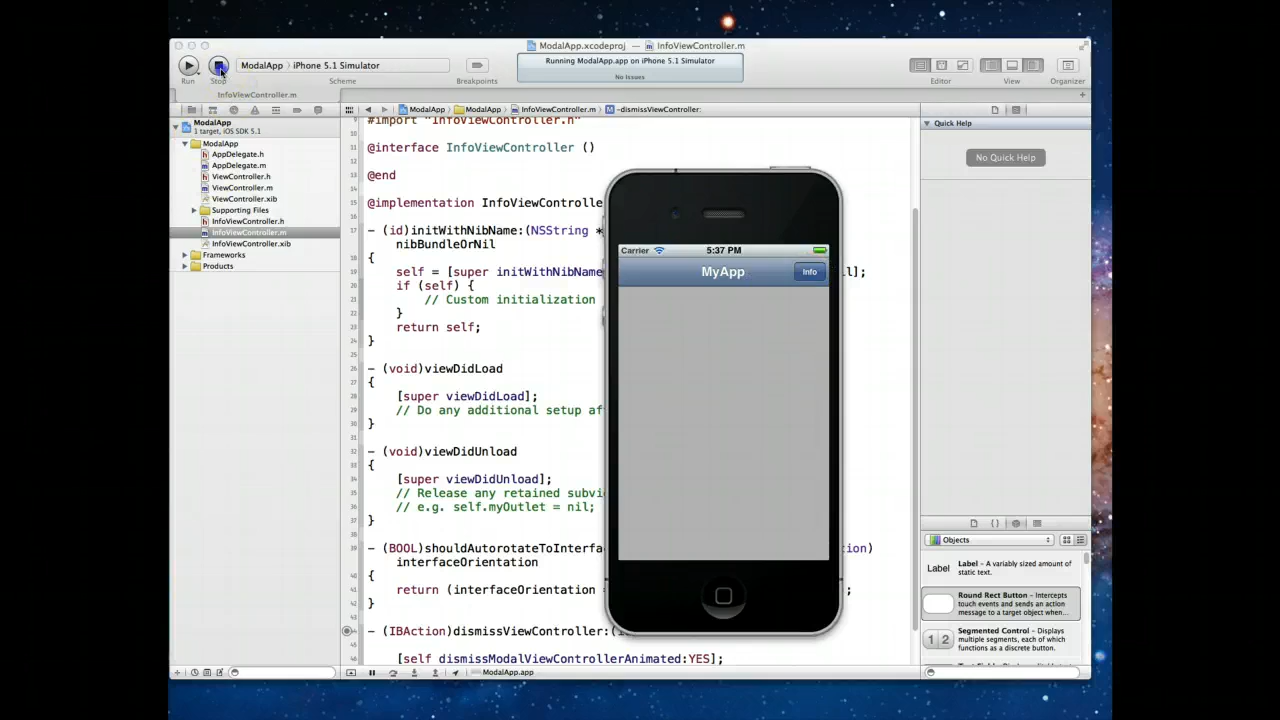 ModalApp.xcodeproj — InfoViewController.m
ModalApp › iPhone 5.1 Simulator
Running ModalApp.app on iPhone 5.1 Simulator
No Issues
Run
Stop
Scheme
Breakpoints
Editor
View
Organizer
InfoViewController.m
ModalApp
ModalApp
InfoViewController.m
-dismissViewController:
Quick Help
No Quick Help
ModalApp
1 target, iOS SDK 5.1
ModalApp
AppDelegate.h
AppDelegate.m
ViewController.h
ViewController.m
ViewController.xib
Supporting Files
InfoViewController.h
InfoViewController.m
InfoViewController.xib
Frameworks
Products
#import "InfoViewController.h"
@interface InfoViewController ()
@end
@implementation InfoViewControlle
- (id)initWithNibName:(NSString *
nibBundleOrNil
{
self = [super initWithNibName
il];
if (self) {
// Custom initialization
}
return self;
}
- (void)viewDidLoad
{
[super viewDidLoad];
// Do any additional setup af
}
- (void)viewDidUnload
{
[super viewDidUnload];
// Release any retained subvi
// e.g. self.myOutlet = nil;
}
- (BOOL)shouldAutorotateToInterfa
tion)
interfaceOrientation
{
return (interfaceOrientation
;
}
- (IBAction)dismissViewController:(i
[self dismissModalViewControllerAnimated:YES];
Carrier
5:37 PM
MyApp
Info
Objects
Label
Label – A variably sized amount of
static text.
Round Rect Button – Intercepts
touch events and sends an action
message to a target object when...
1 2
Segmented Control – Displays
multiple segments, each of which
functions as a discrete button.
ModalApp.app